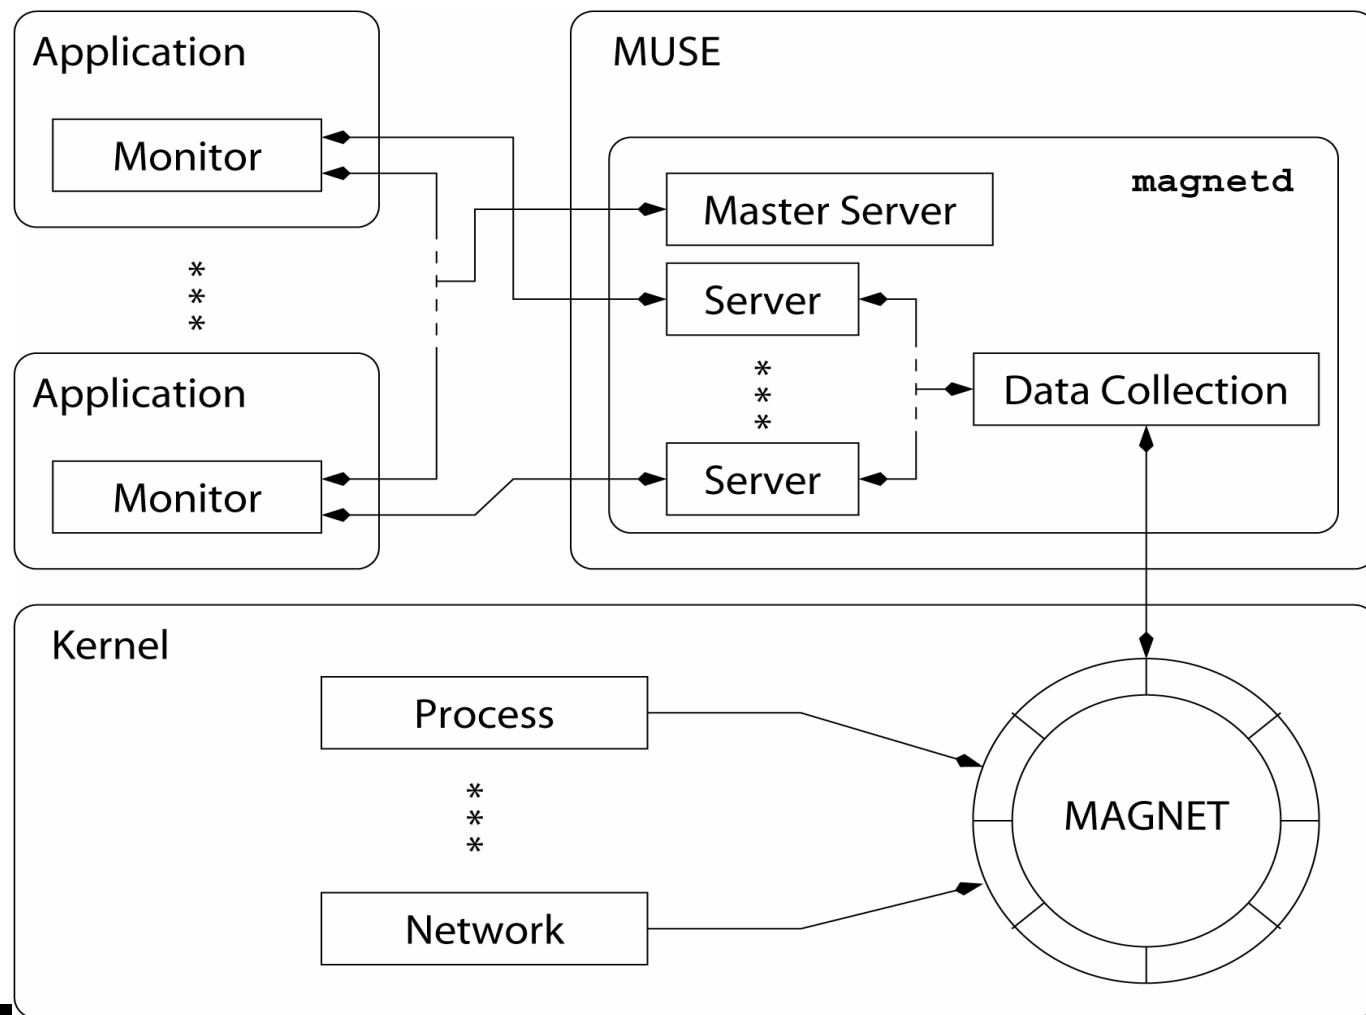 Application
Monitor
*
*
*
Application
Monitor
MUSE
magnetd
Master Server
Server
*
*
*
Server
Data Collection
Kernel
Process
*
*
*
Network
MAGNET